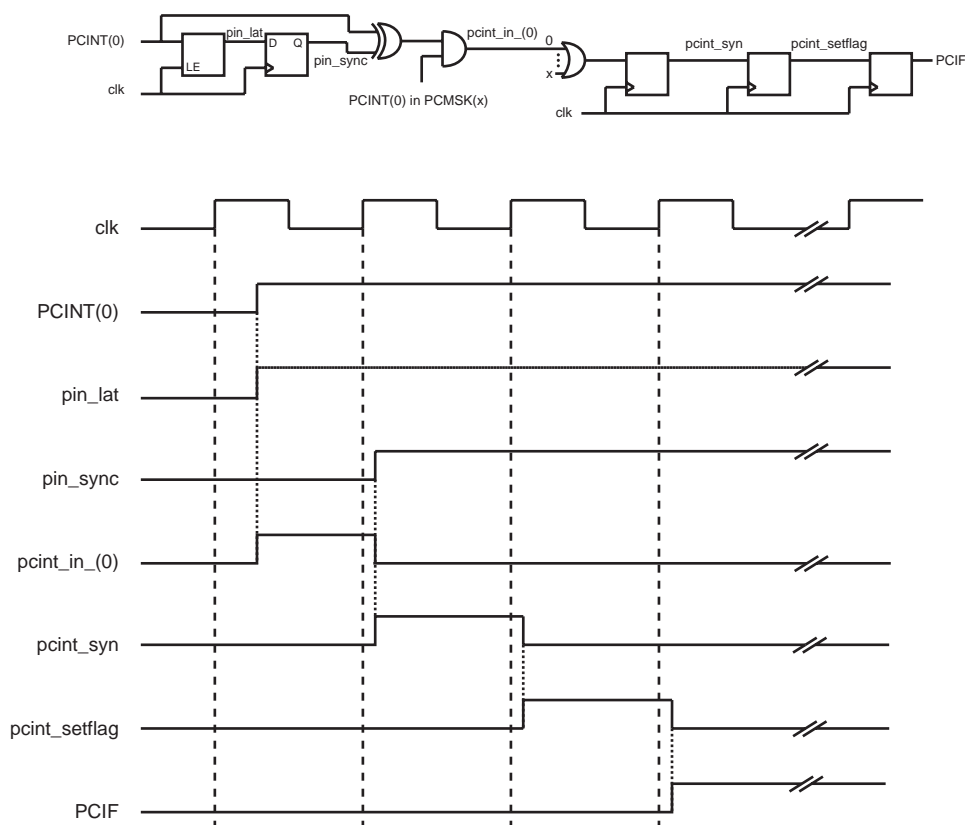 PCINT(0)
pin_lat
D Q
LE
pin_sync
clk
pcint_in_(0)
0
x
PCINT(0) in PCMSK(x)
clk
pcint_syn
pcint_setflag
PCIF
clk
PCINT(0)
pin_lat
pin_sync
pcint_in_(0)
pcint_syn
pcint_setflag
PCIF